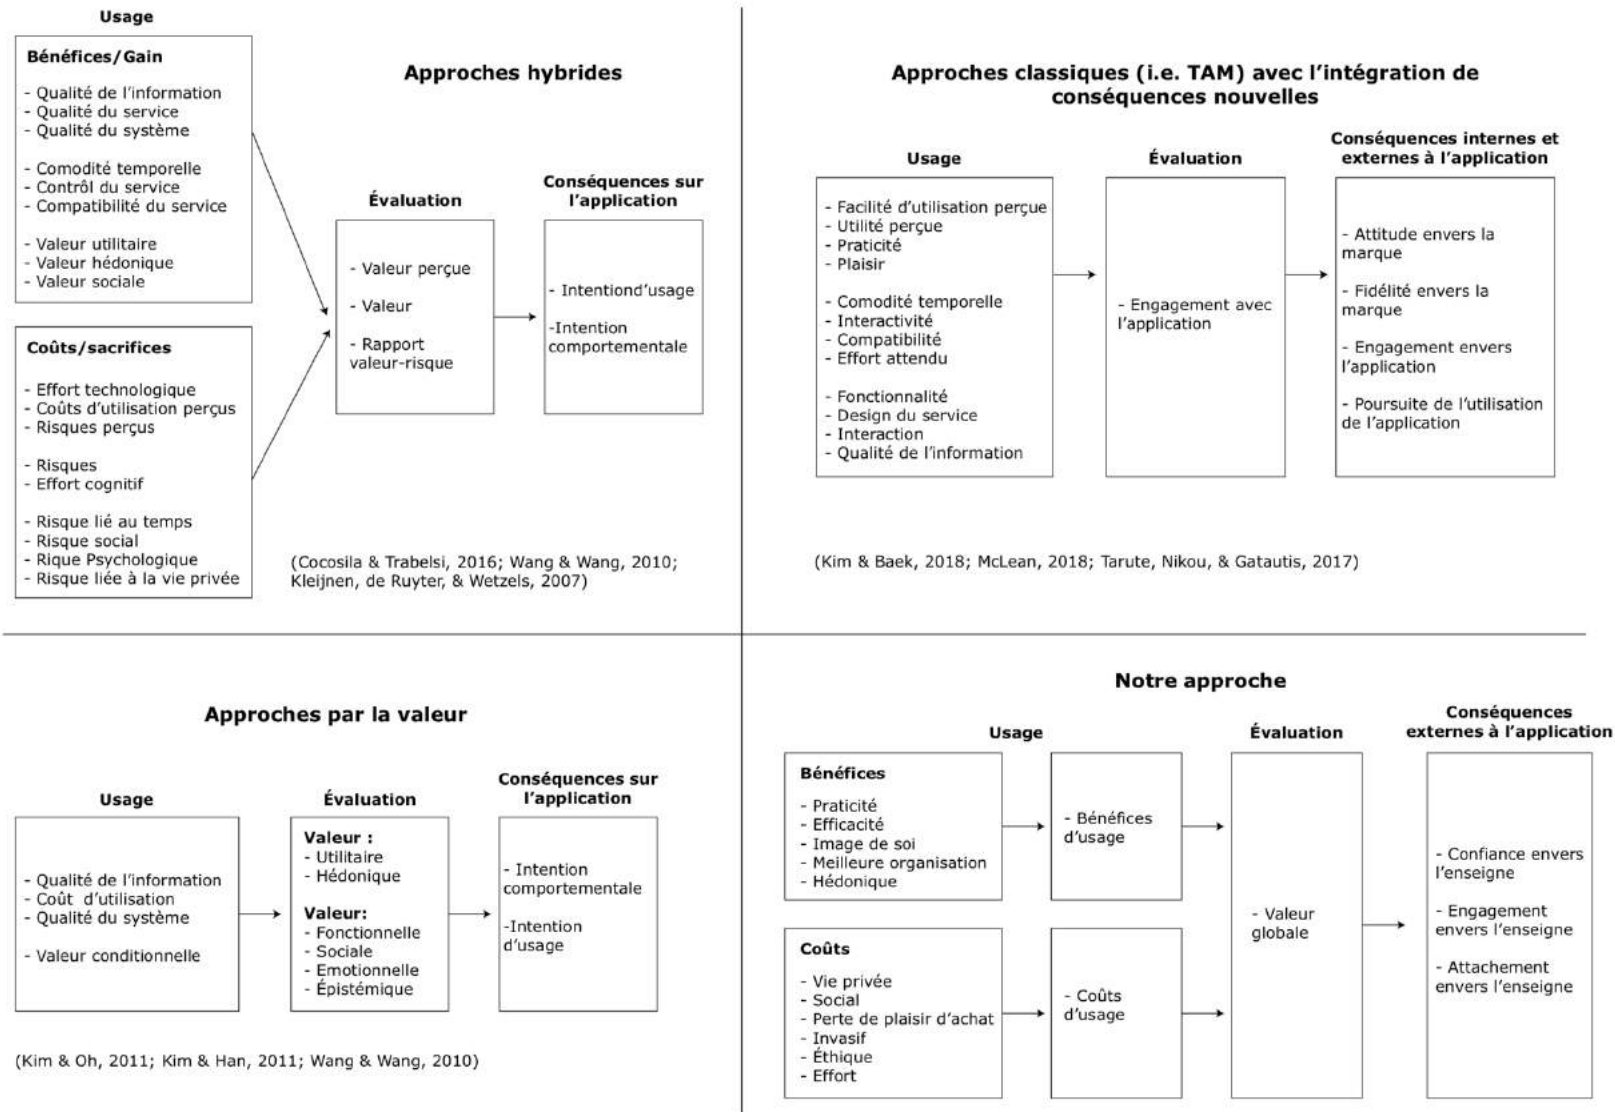 Usage
Bénéfices/Gain
- Qualité de l'information
- Qualité du service
- Qualité du système
- Comodité temporelle
- Contrôl du service
- Compatibilité du service
- Valeur utilitaire
- Valeur hédonique
- Valeur sociale
Coûts/sacrifices
- Effort technologique
- Coûts d'utilisation perçus
- Risques perçus
- Risques
- Effort cognitif
- Risque lié au temps
- Risque social
- Rique Psychologique
- Risque liée à la vie privée
Approches hybrides
Évaluation
- Valeur perçue
- Valeur
- Rapport
valeur-risque
Conséquences sur
l'application
- Intentiond'usage
-Intention
comportementale
(Cocosila & Trabelsi, 2016; Wang & Wang, 2010;
Kleijnen, de Ruyter, & Wetzels, 2007)
Approches classiques (i.e. TAM) avec l'intégration de
conséquences nouvelles
Usage
- Facilité d'utilisation perçue
- Utilité perçue
- Praticité
- Plaisir
- Comodité temporelle
- Interactivité
- Compatibilité
- Effort attendu
- Fonctionnalité
- Design du service
- Interaction
- Qualité de l'information
Évaluation
- Engagement avec
l'application
Conséquences internes et
externes à l'application
- Attitude envers la
marque
- Fidélité envers la
marque
- Engagement envers
l'application
- Poursuite de l'utilisation
de l'application
(Kim & Baek, 2018; McLean, 2018; Tarute, Nikou, & Gatautis, 2017)
Approches par la valeur
Usage
- Qualité de l'information
- Coût d'utilisation
- Qualité du système
- Valeur conditionnelle
Évaluation
Valeur :
- Utilitaire
- Hédonique
Valeur:
- Fonctionnelle
- Sociale
- Emotionnelle
- Épistémique
Conséquences sur
l'application
- Intention
comportementale
-Intention
d'usage
(Kim & Oh, 2011; Kim & Han, 2011; Wang & Wang, 2010)
Notre approche
Usage
Bénéfices
- Praticité
- Efficacité
- Image de soi
- Meilleure organisation
- Hédonique
- Bénéfices
d'usage
Coûts
- Vie privée
- Social
- Perte de plaisir d'achat
- Invasif
- Éthique
- Effort
- Coûts
d'usage
Évaluation
- Valeur
globale
Conséquences
externes à l'application
- Confiance envers
l'enseigne
- Engagement
envers l'enseigne
- Attachement
envers l'enseigne